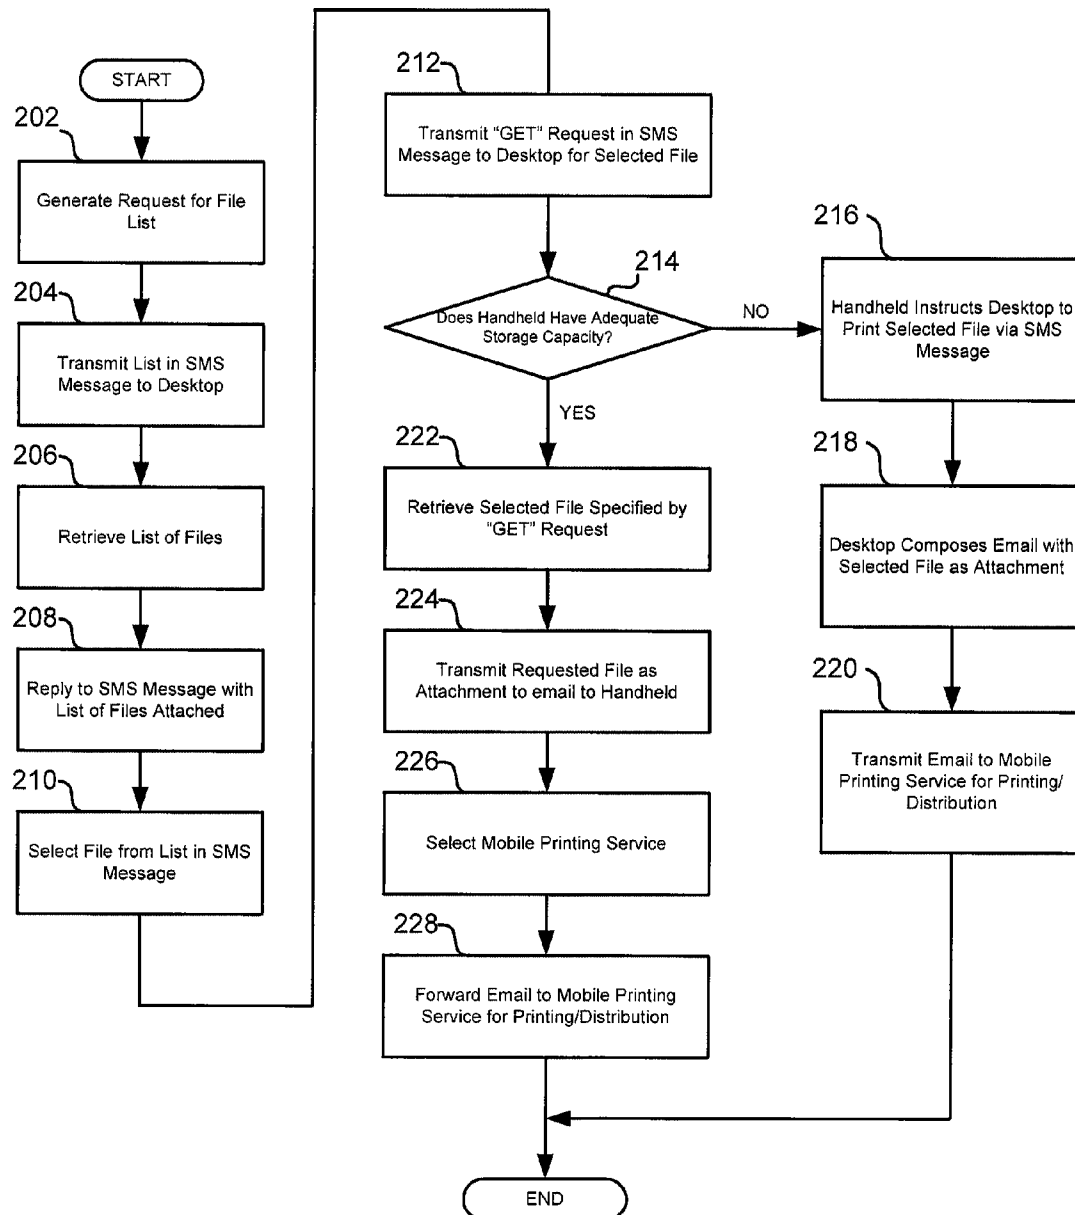 START
202
Generate Request for File
List
204
Transmit List in SMS
Message to Desktop
206
Retrieve List of Files
208
Reply to SMS Message with
List of Files Attached
210
Select File from List in SMS
Message
212
Transmit “GET” Request in SMS
Message to Desktop for Selected File
214
Does Handheld Have Adequate
Storage Capacity?
NO
YES
216
Handheld Instructs Desktop to
Print Selected File via SMS
Message
218
Desktop Composes Email with
Selected File as Attachment
220
Transmit Email to Mobile
Printing Service for Printing/
Distribution
222
Retrieve Selected File Specified by
“GET” Request
224
Transmit Requested File as
Attachment to email to Handheld
226
Select Mobile Printing Service
228
Forward Email to Mobile Printing
Service for Printing/Distribution
END